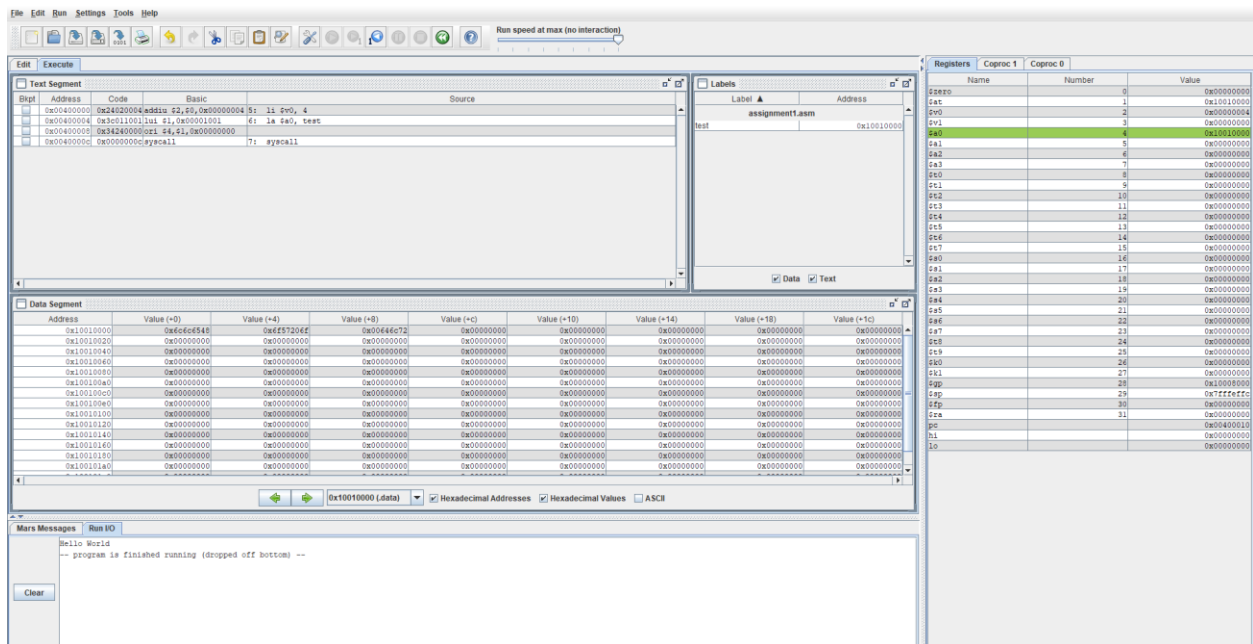 File Edit Run Settings Tools Help
Run speed at max (no interaction)
Edit Execute
Text Segment
Bkpt Address Code Basic Source
0x00400000 0x24020004 addiu $2,$0,0x00000004 5: li $v0, 4
0x00400004 0x3c011001 lui $1,0x00001001 6: la $a0, test
0x00400008 0x34240000 ori $4,$1,0x00000000
0x0040000c 0x0000000c syscall 7: syscall
Labels
Label ▲ Address
assignment1.asm
test 0x10010000
Data Text
Data Segment
Address Value (+0) Value (+4) Value (+8) Value (+c) Value (+10) Value (+14) Value (+18) Value (+1c)
0x10010000 0x6c6c6548 0x6f57206f 0x00646c72 0x00000000 0x00000000 0x00000000 0x00000000 0x00000000
0x10010020 0x00000000 0x00000000 0x00000000 0x00000000 0x00000000 0x00000000 0x00000000 0x00000000
0x10010040 0x00000000 0x00000000 0x00000000 0x00000000 0x00000000 0x00000000 0x00000000 0x00000000
0x10010060 0x00000000 0x00000000 0x00000000 0x00000000 0x00000000 0x00000000 0x00000000 0x00000000
0x10010080 0x00000000 0x00000000 0x00000000 0x00000000 0x00000000 0x00000000 0x00000000 0x00000000
0x100100a0 0x00000000 0x00000000 0x00000000 0x00000000 0x00000000 0x00000000 0x00000000 0x00000000
0x100100c0 0x00000000 0x00000000 0x00000000 0x00000000 0x00000000 0x00000000 0x00000000 0x00000000
0x100100e0 0x00000000 0x00000000 0x00000000 0x00000000 0x00000000 0x00000000 0x00000000 0x00000000
0x10010100 0x00000000 0x00000000 0x00000000 0x00000000 0x00000000 0x00000000 0x00000000 0x00000000
0x10010120 0x00000000 0x00000000 0x00000000 0x00000000 0x00000000 0x00000000 0x00000000 0x00000000
0x10010140 0x00000000 0x00000000 0x00000000 0x00000000 0x00000000 0x00000000 0x00000000 0x00000000
0x10010160 0x00000000 0x00000000 0x00000000 0x00000000 0x00000000 0x00000000 0x00000000 0x00000000
0x10010180 0x00000000 0x00000000 0x00000000 0x00000000 0x00000000 0x00000000 0x00000000 0x00000000
0x100101a0 0x00000000 0x00000000 0x00000000 0x00000000 0x00000000 0x00000000 0x00000000 0x00000000
0x10010000 (.data) Hexadecimal Addresses Hexadecimal Values ASCII
Mars Messages Run I/O
Hello World
-- program is finished running (dropped off bottom) --
Clear
Registers Coproc 1 Coproc 0
Name Number Value
$zero 0 0x00000000
$at 1 0x10010000
$v0 2 0x00000004
$v1 3 0x00000000
$a0 4 0x10010000
$a1 5 0x00000000
$a2 6 0x00000000
$a3 7 0x00000000
$t0 8 0x00000000
$t1 9 0x00000000
$t2 10 0x00000000
$t3 11 0x00000000
$t4 12 0x00000000
$t5 13 0x00000000
$t6 14 0x00000000
$t7 15 0x00000000
$s0 16 0x00000000
$s1 17 0x00000000
$s2 18 0x00000000
$s3 19 0x00000000
$s4 20 0x00000000
$s5 21 0x00000000
$s6 22 0x00000000
$s7 23 0x00000000
$t8 24 0x00000000
$t9 25 0x00000000
$k0 26 0x00000000
$k1 27 0x00000000
$gp 28 0x10008000
$sp 29 0x7fffeffc
$fp 30 0x00000000
$ra 31 0x00000000
pc 0x00400010
hi 0x00000000
lo 0x00000000